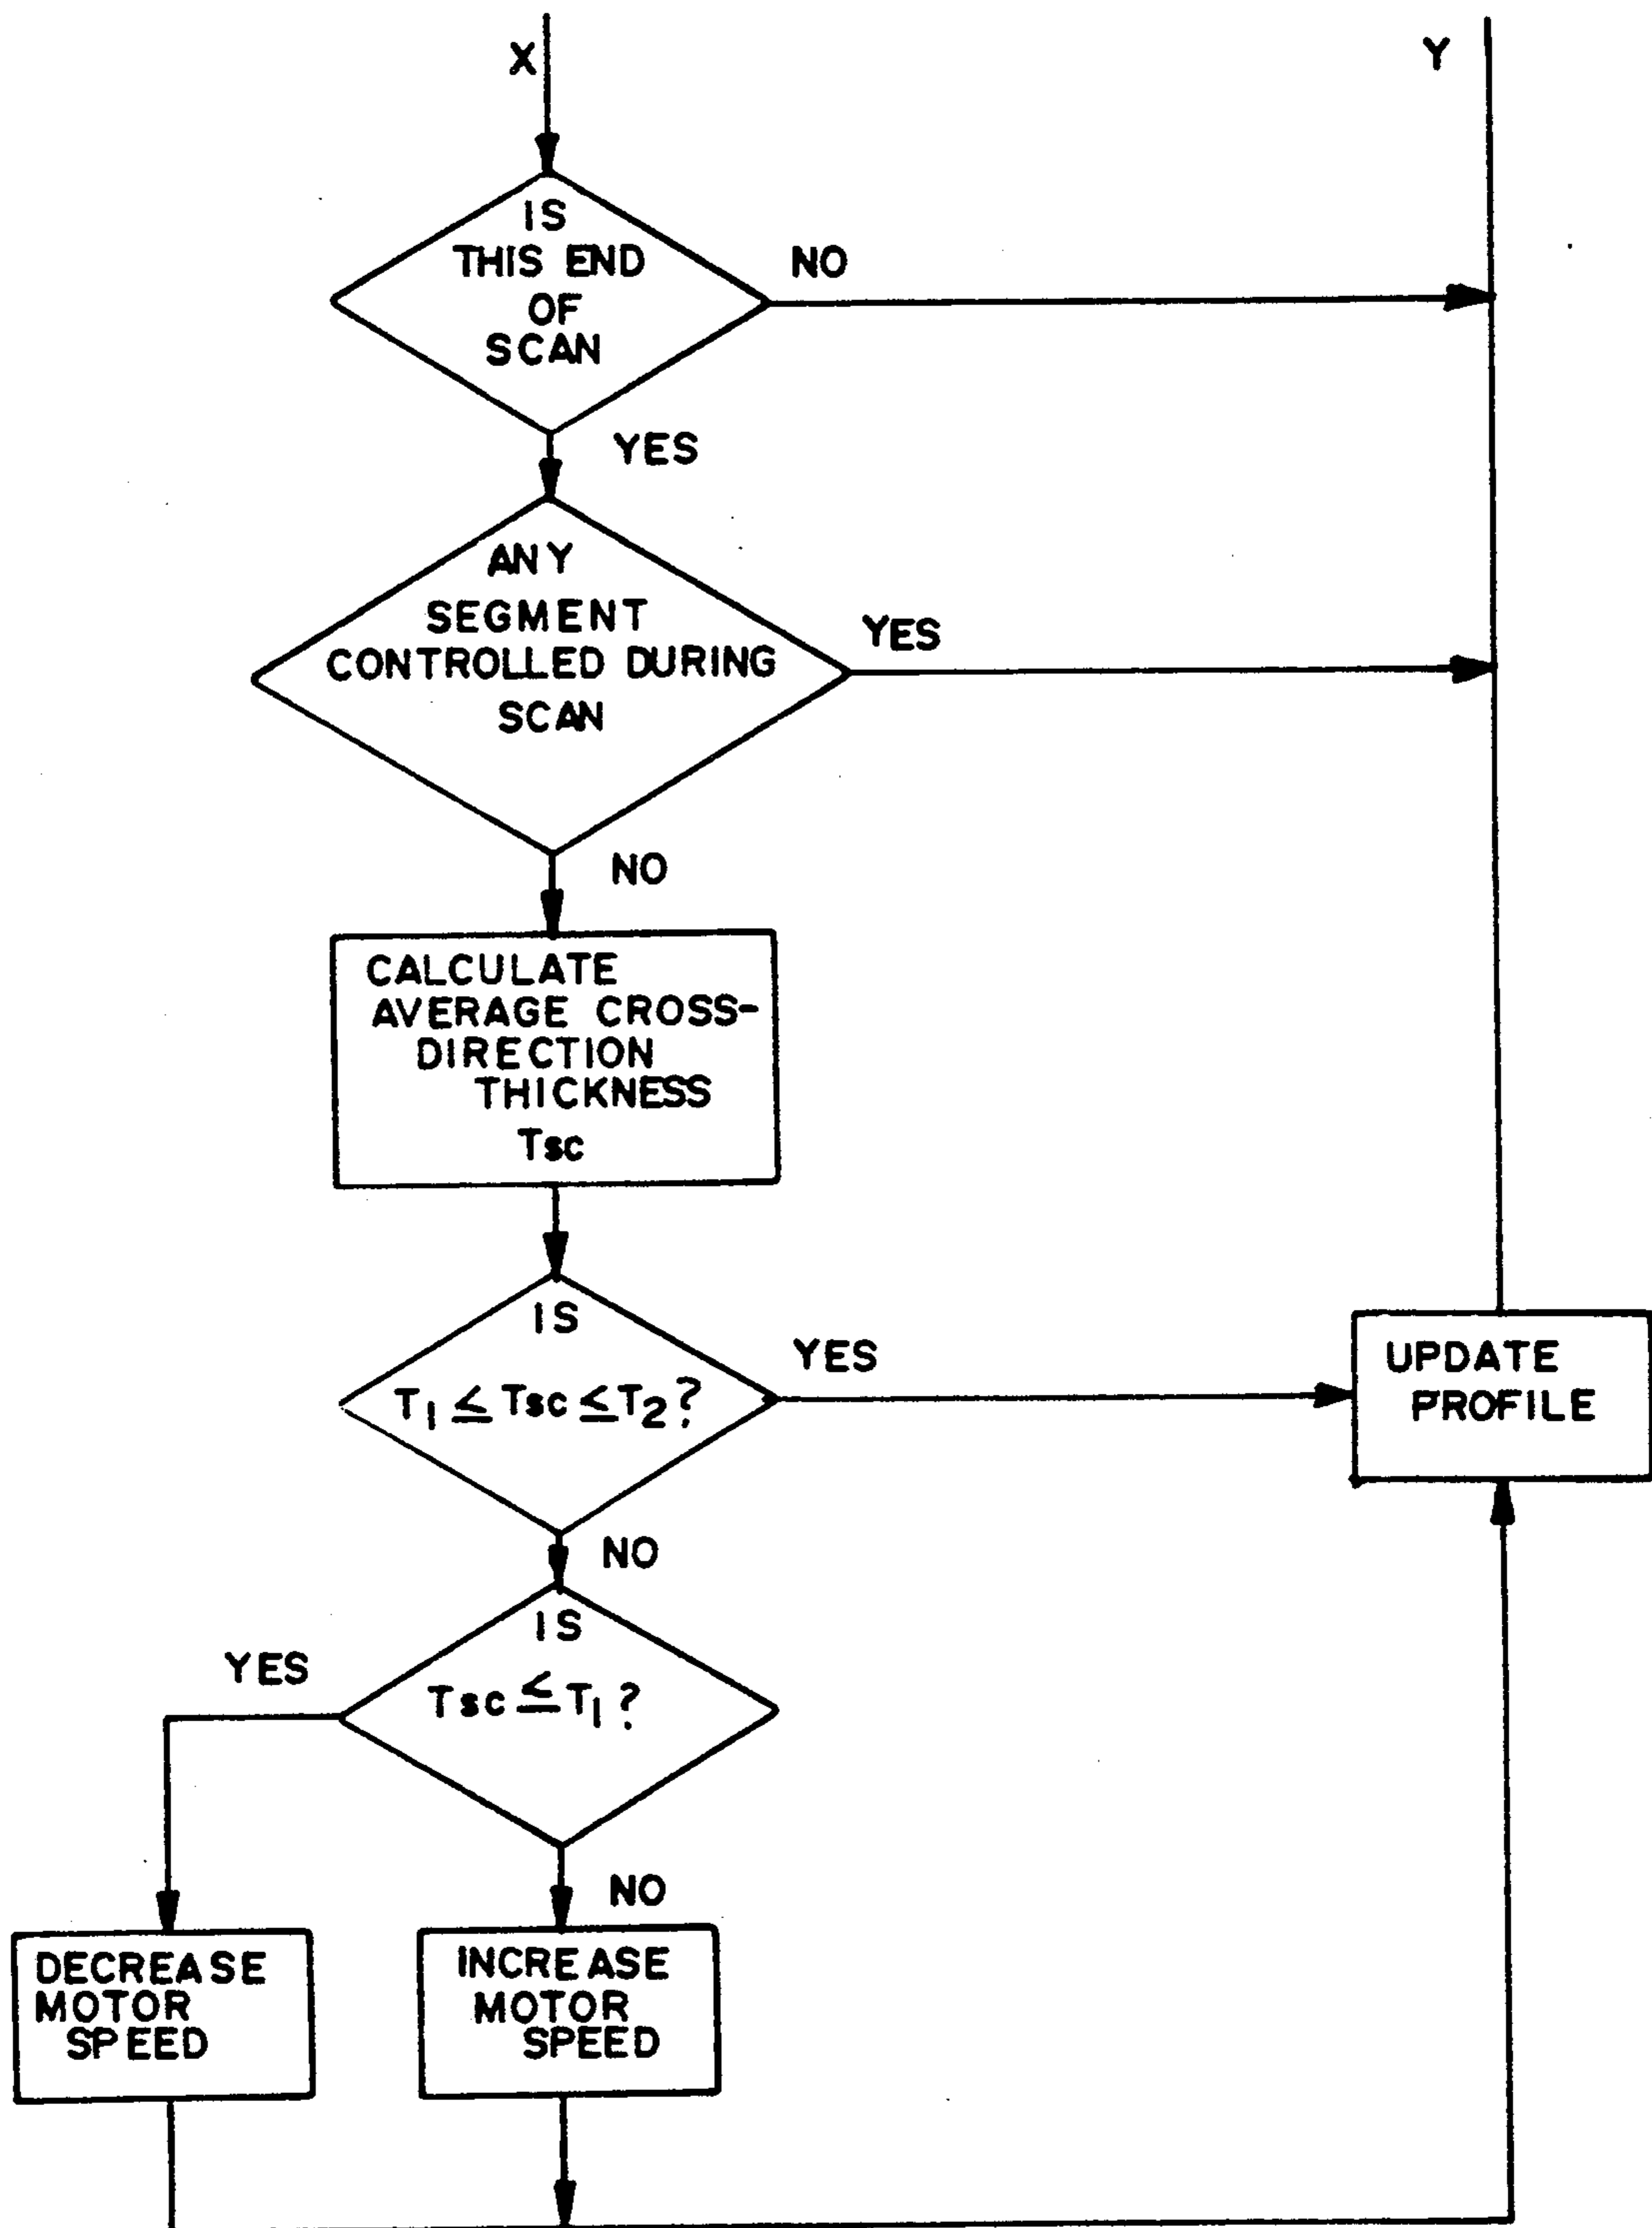 X
Y
IS
THIS END
OF
SCAN
NO
YES
ANY
SEGMENT
CONTROLLED DURING
SCAN
YES
NO
CALCULATE
AVERAGE CROSS-
DIRECTION
THICKNESS
Tsc
IS
T₁ ≤ Tsc ≤ T₂?
YES
UPDATE
PROFILE
NO
IS
Tsc ≤ T₁?
YES
NO
DECREASE
MOTOR
SPEED
INCREASE
MOTOR
SPEED